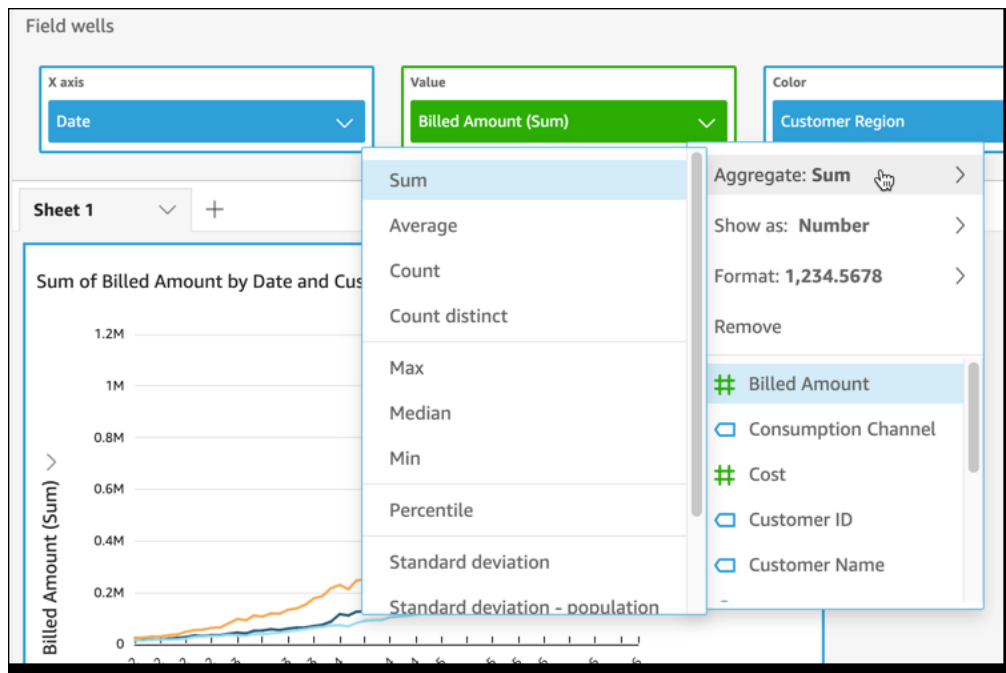 Field wells
X axis
Date
Value
Billed Amount (Sum)
Color
Customer Region
Sheet 1
Sum of Billed Amount by Date and Cus
1.2M
1M
0.8M
0.6M
0.4M
0.2M
0
Billed Amount (Sum)
Sum
Average
Count
Count distinct
Max
Median
Min
Percentile
Standard deviation
Standard deviation - population
Aggregate: Sum
Show as: Number
Format: 1,234.5678
Remove
Billed Amount
Consumption Channel
Cost
Customer ID
Customer Name